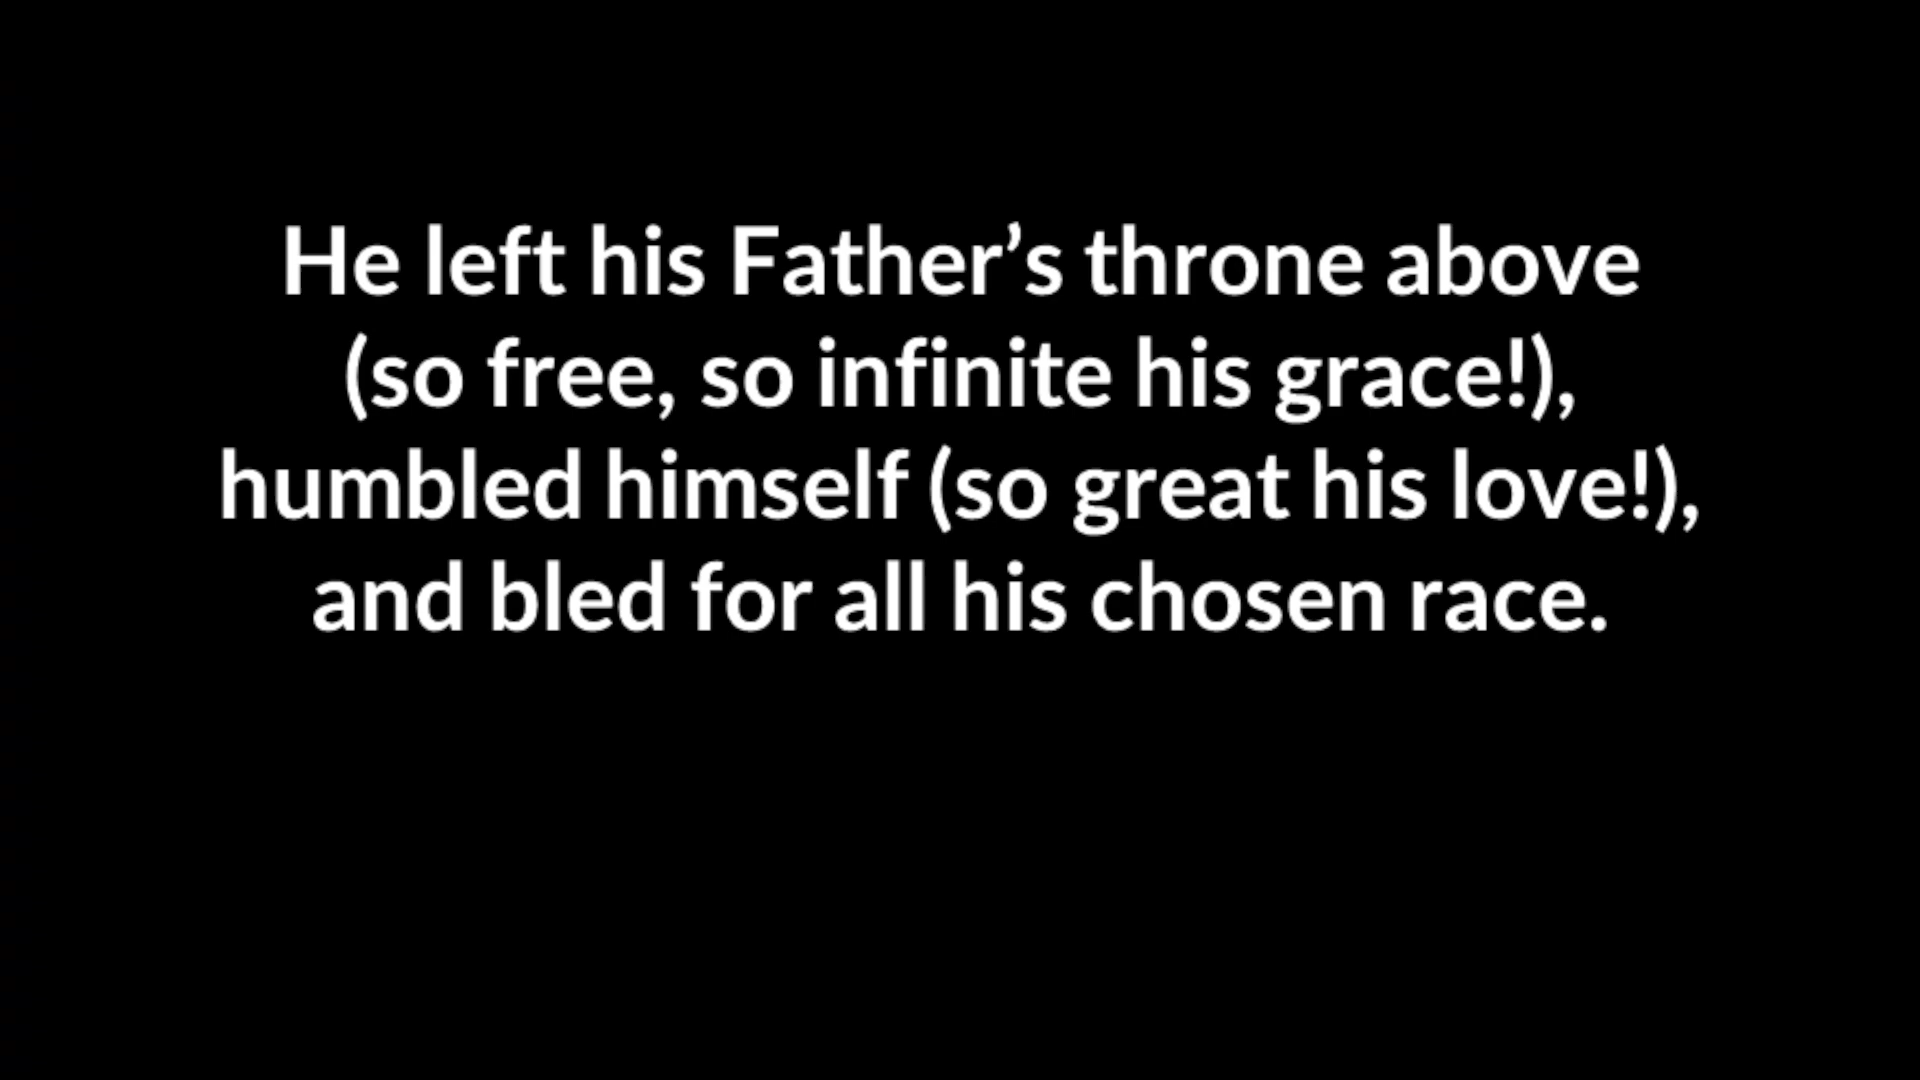 He left his Father’s throne above
(so free, so infinite his grace!),
humbled himself (so great his love!),
and bled for all his chosen race.